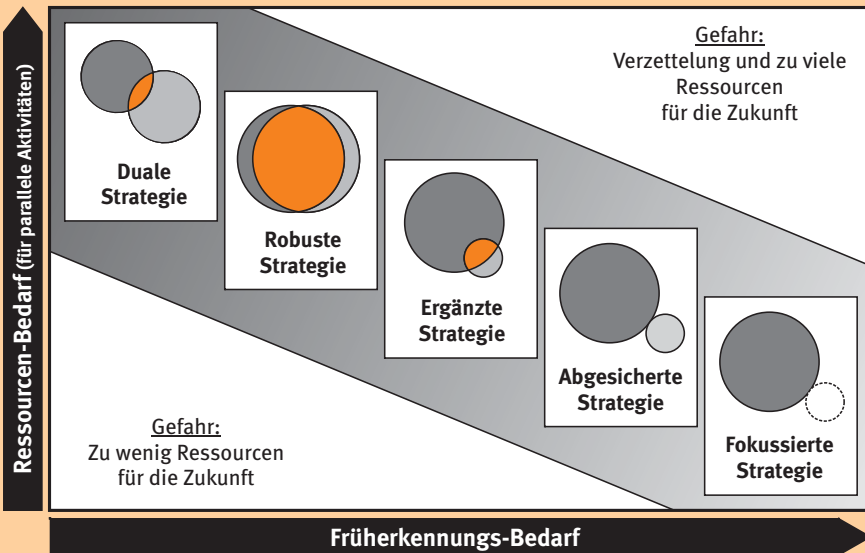 Ressourcen-Bedarf (für parallele Aktivitäten)
Duale
Strategie
Robuste
Strategie
Ergänzte
Strategie
Abgesicherte
Strategie
Fokussierte
Strategie
Gefahr:
Verzettelung und zu viele
Ressourcen
für die Zukunft
Gefahr:
Zu wenig Ressourcen
für die Zukunft
Früherkennungs-Bedarf